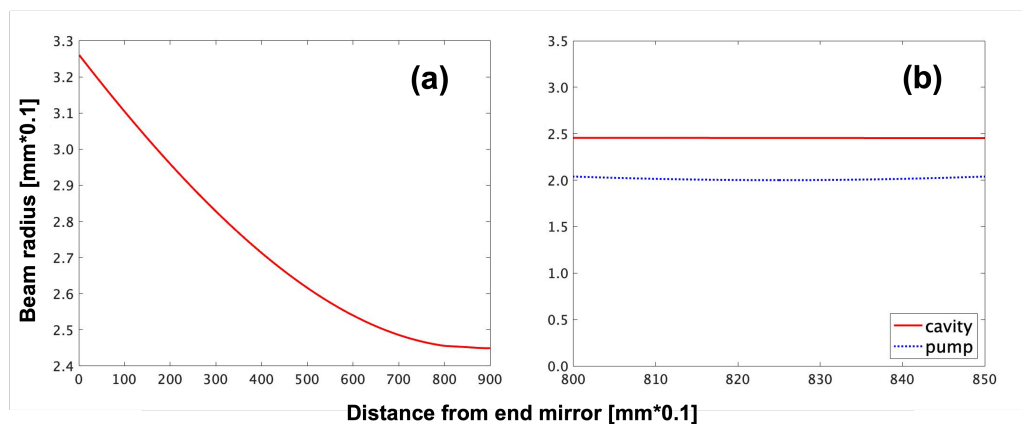 Beam radius [mm*0.1]
(a)
3.3
3.2
3.1
3.0
2.9
2.8
2.7
2.6
2.5
2.4
0 100 200 300 400 500 600 700 800 900
(b)
3.5
3.0
2.5
2.0
1.5
1.0
0.5
0.0
cavity
pump
800 810 820 830 840 850
Distance from end mirror [mm*0.1]